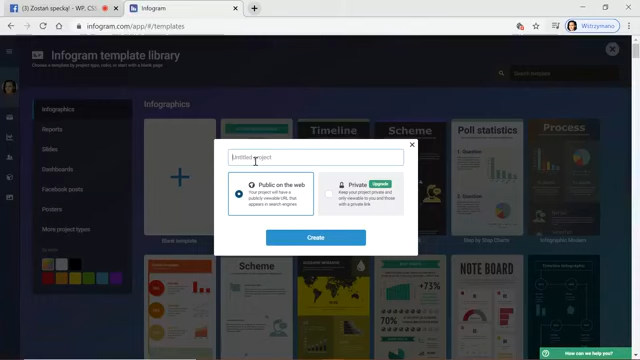 (3) Zostań specką! - WP, CS
Infogram
infogram.com/app/#/templates
Wstrzymano
Infogram template library
Choose a template by project type, color or start with a blank page
Search template
Infographics
Reports
Slides
Dashboards
Facebook posts
Posters
More project types
Infographics
Timeline
Scheme
Poll statistics
Process
Blank template
Step by Step Charts
Infographic Modern
Untitled project
Public on the web
Your project will have a
publicly viewable URL that
appears in search engines
Private
Upgrade
Keep your project private
and only viewable to you and those
with a private link
Create
Scheme
+73%
70%
NOTE BOARD
How can we help you?